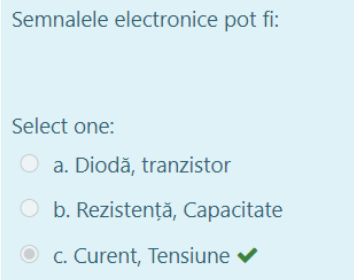 Semnalele electronice pot fi:
Select one:
a. Diodă, tranzistor
b. Rezistență, Capacitate
c. Curent, Tensiune